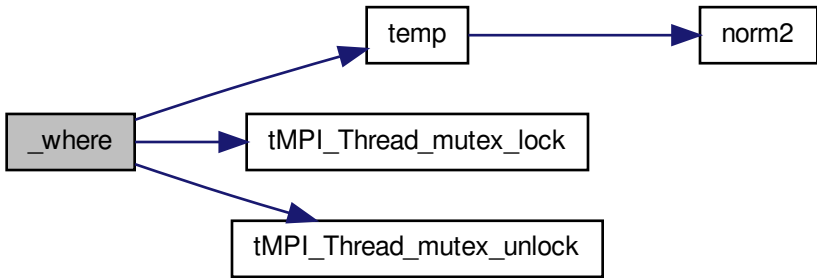 temp
norm2
_where
tMPI_Thread_mutex_lock
tMPI_Thread_mutex_unlock